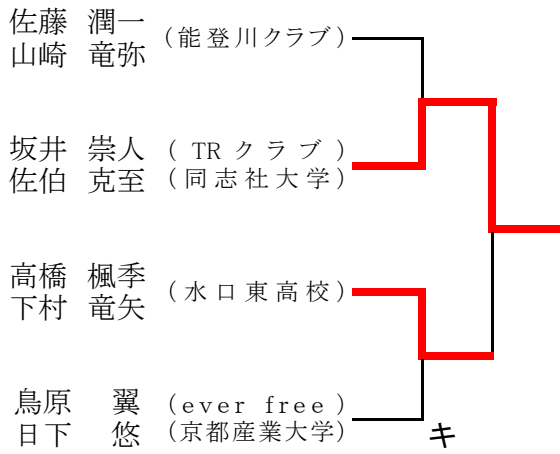 佐藤 潤一 (能登川クラブ)
山崎 竜弥
坂井 崇人 (TRクラブ)
佐伯 克至 (同志社大学)
高橋 楓季 (水口東高校)
下村 竜矢
鳥原 翼 (ever free)
日下 悠 (京都産業大学)
キ